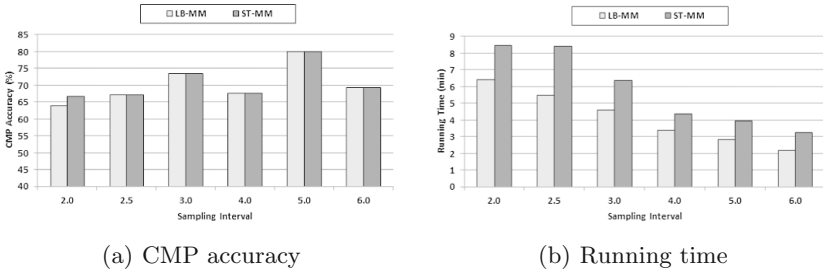 LB-MM ST-MM
CMP Accuracy (%)
85
80
75
70
65
60
55
50
45
40
2.0 2.5 3.0 4.0 5.0 6.0
Sampling Interval
(a) CMP accuracy
LB-MM ST-MM
Running Time (min)
9
8
7
6
5
4
3
2
1
0
2.0 2.5 3.0 4.0 5.0 6.0
Sampling Interval
(b) Running time